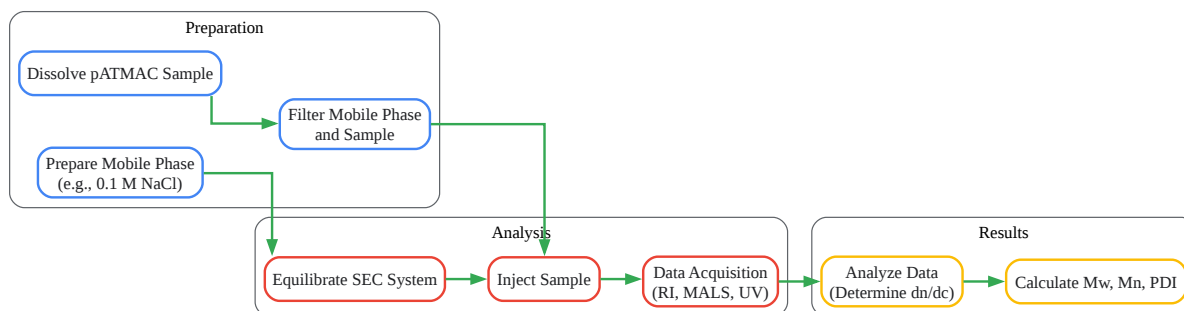 Preparation
Dissolve pATMAC Sample
Filter Mobile Phase
and Sample
Prepare Mobile Phase
(e.g., 0.1 M NaCl)
Analysis
Equilibrate SEC System
Inject Sample
Data Acquisition
(RI, MALS, UV)
Results
Analyze Data
(Determine dn/dc)
Calculate Mw, Mn, PDI